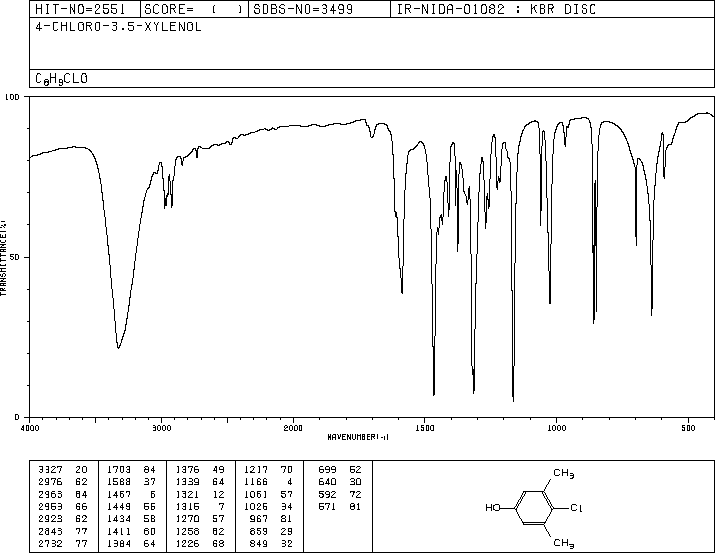 HIT-NO=2551 SCORE= ( ) SDBS-NO=3499 IR-NIDA-01082 : KBR DISC
4-CHLORO-3.5-XYLENOL
C8H9CLO
100
50
0
TRANSMITTANCE(%)
4000 3000 2000 1500 1000 500
WAVENUMBER(-1)
3327 20 1703 84 1376 49 1217 70 699 52
2976 62 1588 37 1339 64 1166 4 640 30
2963 64 1467 6 1321 12 1061 57 592 72
2953 66 1449 56 1315 7 1026 34 571 81
2923 62 1434 58 1270 57 967 81
2843 77 1411 60 1258 62 859 29
2732 77 1384 64 1226 68 849 32
CH3
HO Cl
CH3